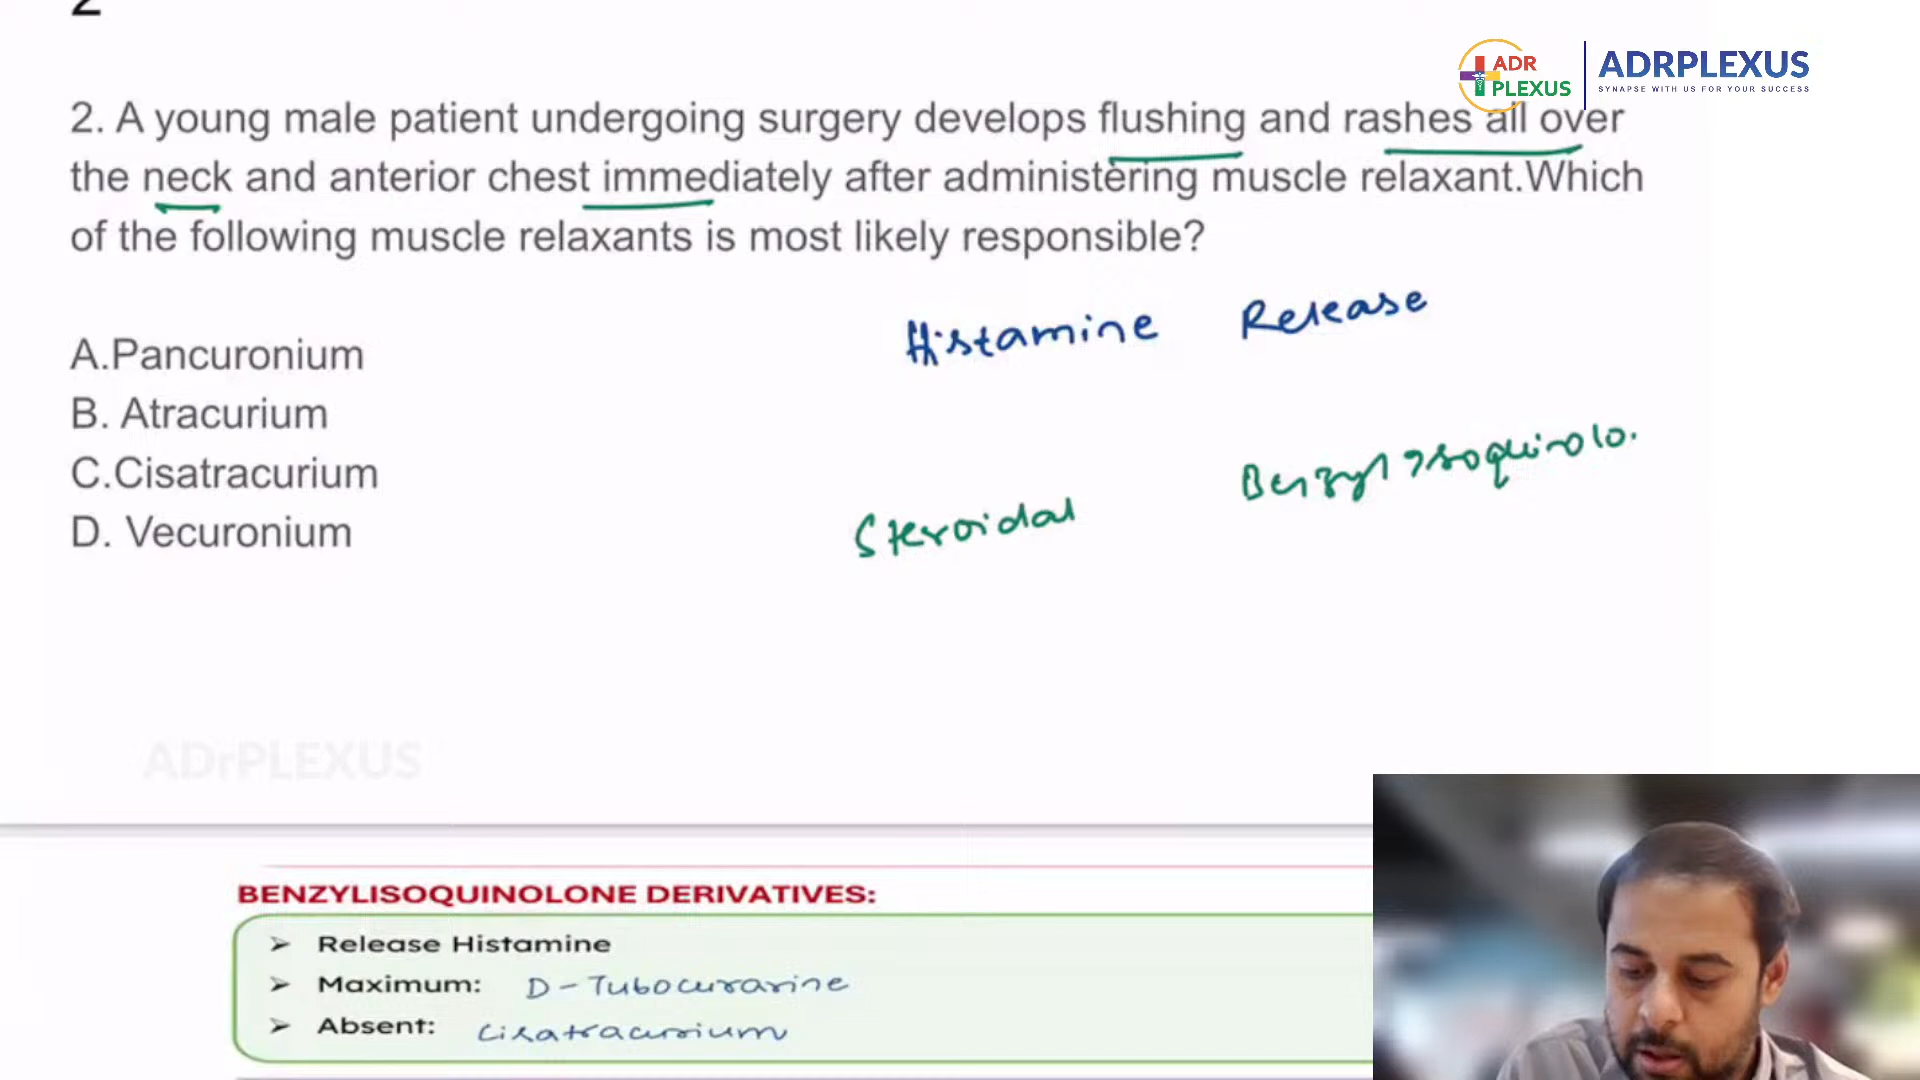 2
ADR
PLEXUS
ADRPLEXUS
SYNAPSE WITH US FOR YOUR SUCCESS
2. A young male patient undergoing surgery develops flushing and rashes all over
the neck and anterior chest immediately after administering muscle relaxant.Which
of the following muscle relaxants is most likely responsible?
Histamine Release
A.Pancuronium
B. Atracurium
C.Cisatracurium
D. Vecuronium
Steroidal
ADrPLEXUS
BENZYLISOQUINOLONE DERIVATIVES:
➢ Release Histamine
➢ Maximum: D-Tubocurarine
➢ Absent: Cisatracurium